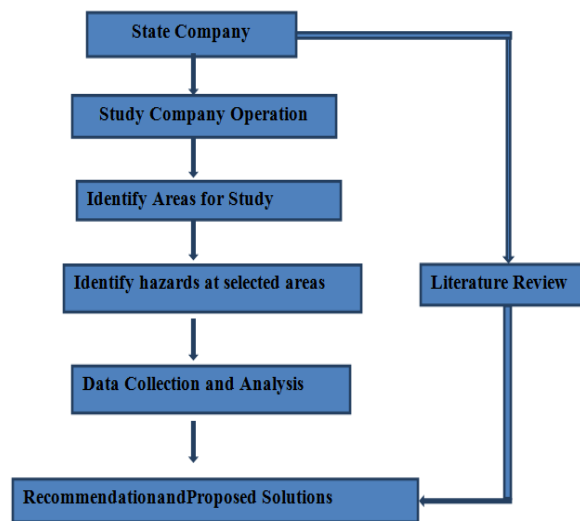 State Company
Study Company Operation
Identify Areas for Study
Identify hazards at selected areas
Literature Review
Data Collection and Analysis
RecommendationandProposed Solutions